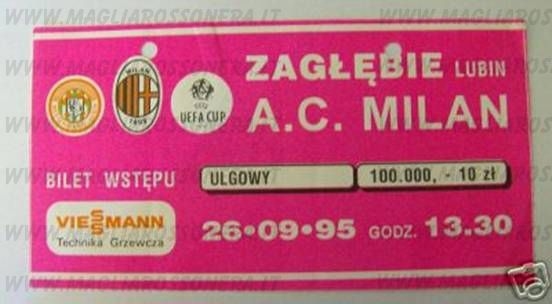 WWW.MAGLIAROSSONERA.IT
ZAGŁĘBIE LUBIN
A.C. MILAN
MILAN
1899
UEFA CUP
BILET WSTĘPU
ULGOWY
100.000,- 10 zł
VIESSMANN
Technika Grzewcza
26•09•95 GODZ. 13.30